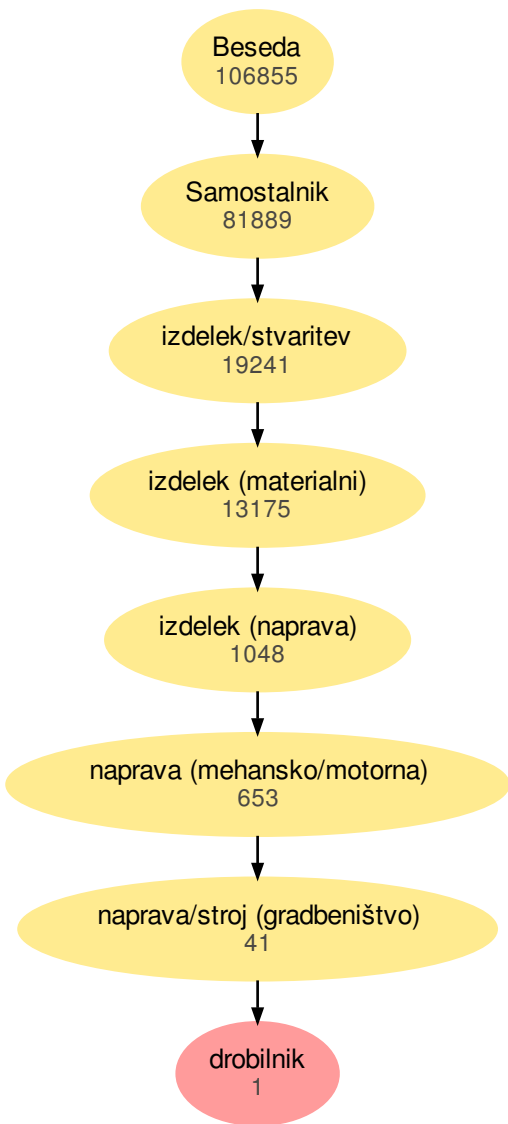 Beseda
106855
Samostalnik
81889
izdelek/stvaritev
19241
izdelek (materialni)
13175
izdelek (naprava)
1048
naprava (mehansko/motorna)
653
naprava/stroj (gradbeništvo)
41
drobilnik
1